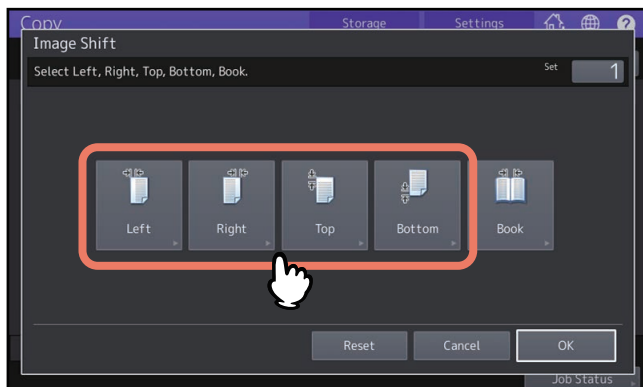 Copy Storage Settings ?
Image Shift
Select Left, Right, Top, Bottom, Book. Set 1
Left Right Top Bottom Book
Reset Cancel OK
Job Status